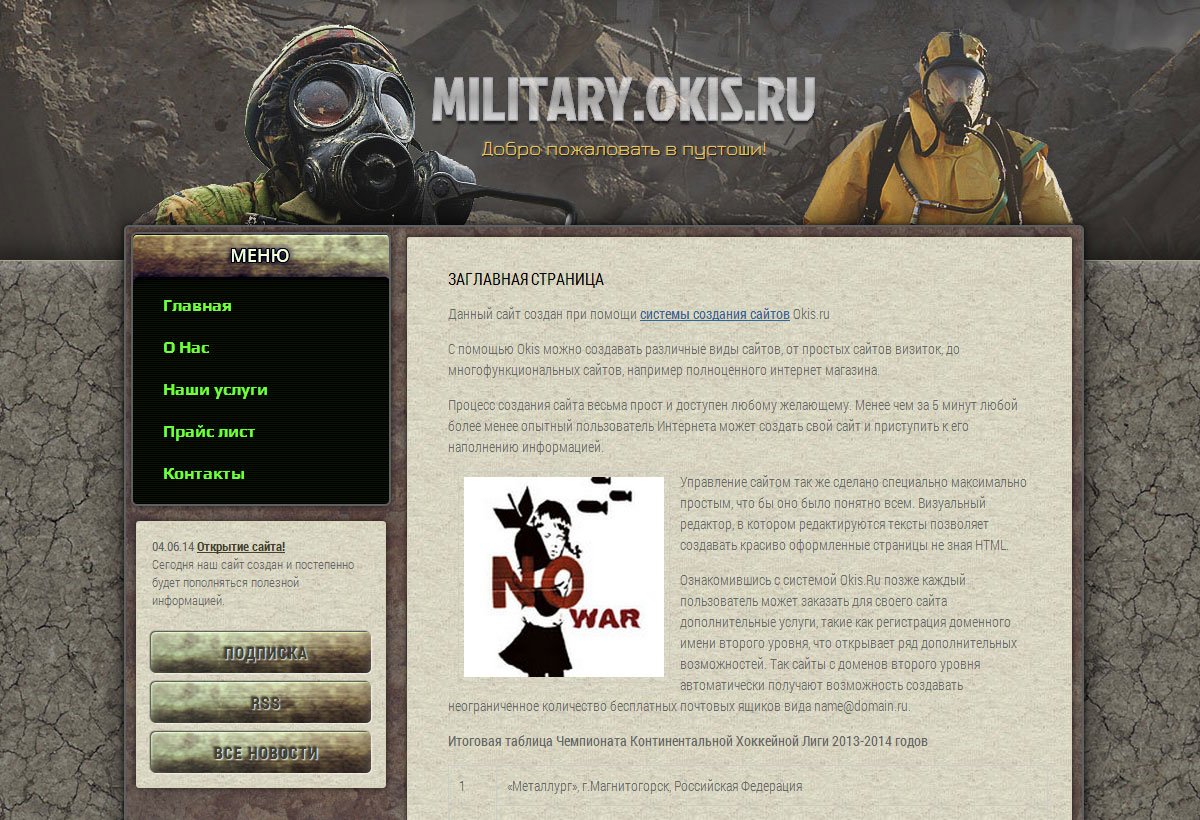 MILITARY.OKIS.RU
Добро пожаловать в пустоши!
МЕНЮ
Главная
О Нас
Наши услуги
Прайс лист
Контакты
04.06.14 Открытие сайта!
Сегодня наш сайт создан и постепенно
будет пополняться полезной
информацией.
ПОДПИСКА
RSS
ВСЕ НОВОСТИ
ЗАГЛАВНАЯ СТРАНИЦА
Данный сайт создан при помощи системы создания сайтов Okis.ru
С помощью Okis можно создавать различные виды сайтов, от простых сайтов визиток, до
многофункциональных сайтов, например полноценного интернет магазина.
Процесс создания сайта весьма прост и доступен любому желающему. Менее чем за 5 минут любой
более менее опытный пользователь Интернета может создать свой сайт и приступить к его
наполнению информацией.
NO
WAR
Управление сайтом так же сделано специально максимально
простым, что бы оно было понятно всем. Визуальный
редактор, в котором редактируются тексты позволяет
создавать красиво оформленные страницы не зная HTML.
Ознакомившись с системой Okis.Ru позже каждый
пользователь может заказать для своего сайта
дополнительные услуги, такие как регистрация доменного
имени второго уровня, что открывает ряд дополнительных
возможностей. Так сайты с доменов второго уровня
автоматически получают возможность создавать
неограниченное количество бесплатных почтовых ящиков вида name@domain.ru.
Итоговая таблица Чемпионата Континентальной Хоккейной Лиги 2013-2014 годов
1 «Металлург», г.Магнитогорск, Российская Федерация